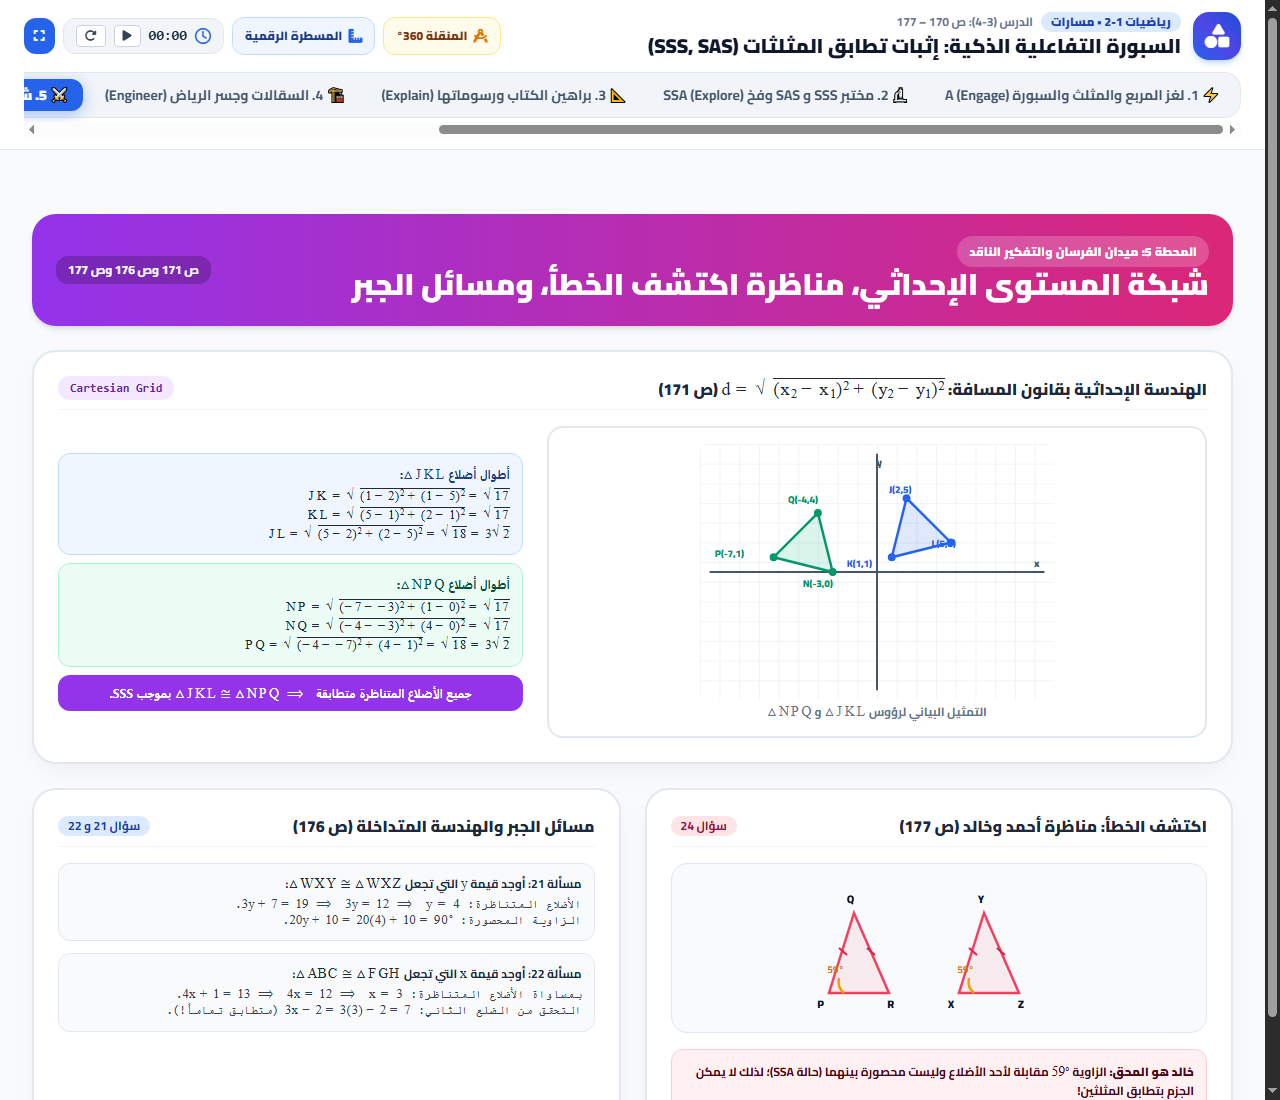 رياضيات 1-2 • مسارات
الدرس (3-4): ص 170 – 177
السبورة التفاعلية الذكية: إثبات تطابق المثلثات (SSS, SAS)
المنقلة 360°
المسطرة الرقمية
00:00
1. لغز المربع والمثلث والسبورة A (Engage)
2. مختبر SSS و SAS وفخ SSA (Explore)
3. براهين الكتاب ورسوماتها (Explain)
4. السقالات وجسر الرياض (Engineer)
5.
المحطة 5: ميدان الفرسان والتفكير الناقد
شبكة المستوى الإحداثي، مناظرة اكتشف الخطأ، ومسائل الجبر
ص 171 وص 176 وص 177
الهندسة الإحداثية بقانون المسافة: d = √(x₂ − x₁)² + (y₂ − y₁)² (ص 171)
Cartesian Grid
y
J(2,5)
Q(-4,4)
P(-7,1)
K(1,1)
x
N(-3,0)
التمثيل البياني لرؤوس △JKL و △NPQ
أطوال أضلاع △JKL:
JK = √(1 − 2)² + (1 − 5)² = √17
KL = √(5 − 1)² + (2 − 1)² = √17
JL = √(5 − 2)² + (2 − 5)² = √18 = 3√2
أطوال أضلاع △NPQ:
NP = √(−7 − −3)² + (1 − 0)² = √17
NQ = √(−4 − −3)² + (4 − 0)² = √17
PQ = √(−4 − −7)² + (4 − 1)² = √18 = 3√2
جميع الأضلاع المتناظرة متطابقة ⟹ △JKL ≅ △NPQ بموجب SSS.
اكتشف الخطأ: مناظرة أحمد وخالد (ص 177)
سؤال 24
Q
Y
59°
59°
P
R
X
Z
خالد هو المحق: الزاوية 59° مقابلة لأحد الأضلاع وليست محصورة بينهما (حالة SSA)؛ لذلك لا يمكن
الجزم بتطابق المثلثين!
مسائل الجبر والهندسة المتداخلة (ص 176)
سؤال 21 و 22
مسألة 21: أوجد قيمة y التي تجعل △WXY ≅ △WXZ:
الأضلاع المتناظرة: 3y + 7 = 19 ⟹ 3y = 12 ⟹ y = 4.
الزاوية المحصورة: 20y + 10 = 20(4) + 10 = 90°.
مسألة 22: أوجد قيمة x التي تجعل △ABC ≅ △FGH:
بمساواة الأضلاع المتناظرة: 4x + 1 = 13 ⟹ 4x = 12 ⟹ x = 3.
التحقق من الضلع الثاني: 3x − 2 = 3(3) − 2 = 7 (متطابق تماماً!).